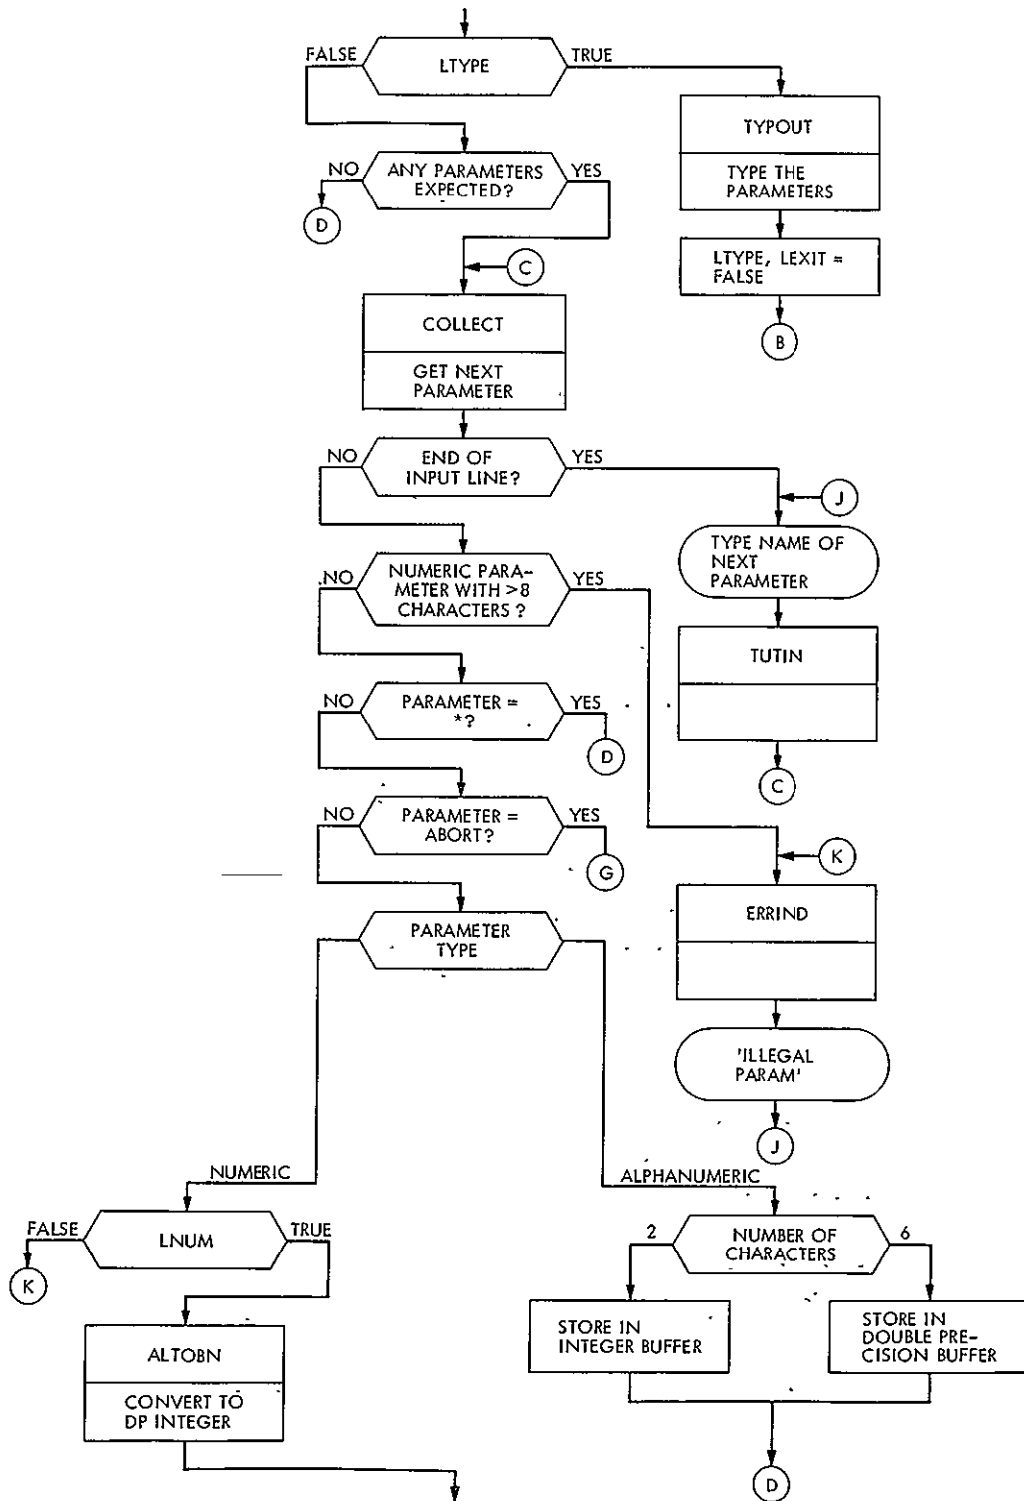 FALSE
LTYPE
TRUE
TYPOUT
TYPE THE
PARAMETERS
NO
ANY PARAMETERS
EXPECTED?
YES
D
LTYPE, LEXIT =
FALSE
B
C
COLLECT
GET NEXT
PARAMETER
NO
END OF
INPUT LINE?
YES
J
TYPE NAME OF
NEXT
PARAMETER
NO
NUMERIC PARA-
METER WITH >8
CHARACTERS ?
YES
TUTIN
C
NO
PARAMETER =
*?
YES
D
NO
PARAMETER =
ABORT?
YES
G
K
ERRIND
PARAMETER
TYPE
'ILLEGAL
PARAM'
J
NUMERIC
ALPHANUMERIC
FALSE
LNUM
TRUE
K
2
NUMBER OF
CHARACTERS
6
STORE IN
INTEGER BUFFER
STORE IN
DOUBLE PRE-
CISION BUFFER
ALTOBN
CONVERT TO
DP INTEGER
D